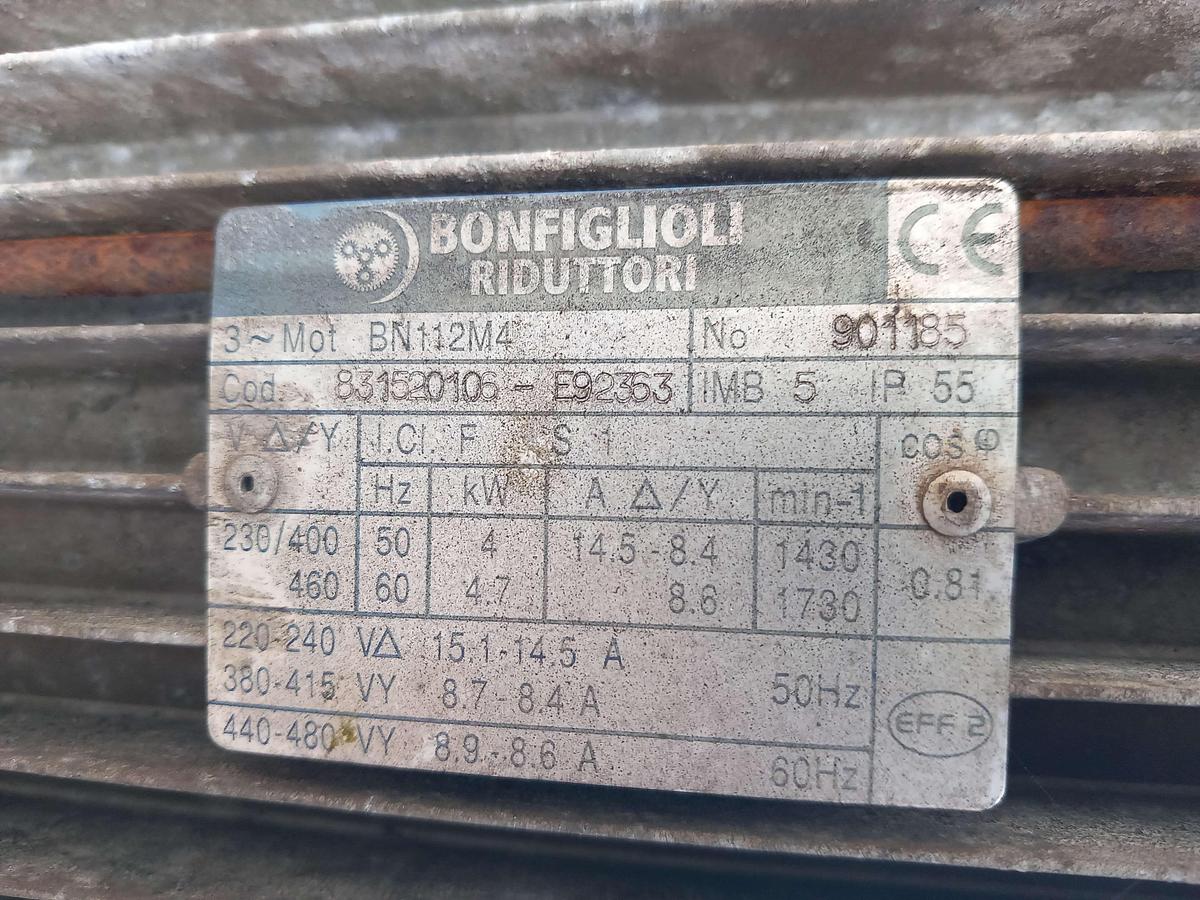 BONFIGLIOLI
RIDUTTORI
CE
3~Mot BN112M4 No 901185
Cod. 831520106 - E92363 IMB 5 IP 55
V Δ/Y I.Cl. F S 1 cosφ
Hz kW A Δ/Y min-1
230/400 50 4 14.5-8.4 1430
460 60 4.7 8.6 1730
0.81
220-240 VΔ 15.1-14.5 A
380-415 VY 8.7-8.4 A 50Hz
440-480 VY 8.9-8.6 A 60Hz
EFF 2